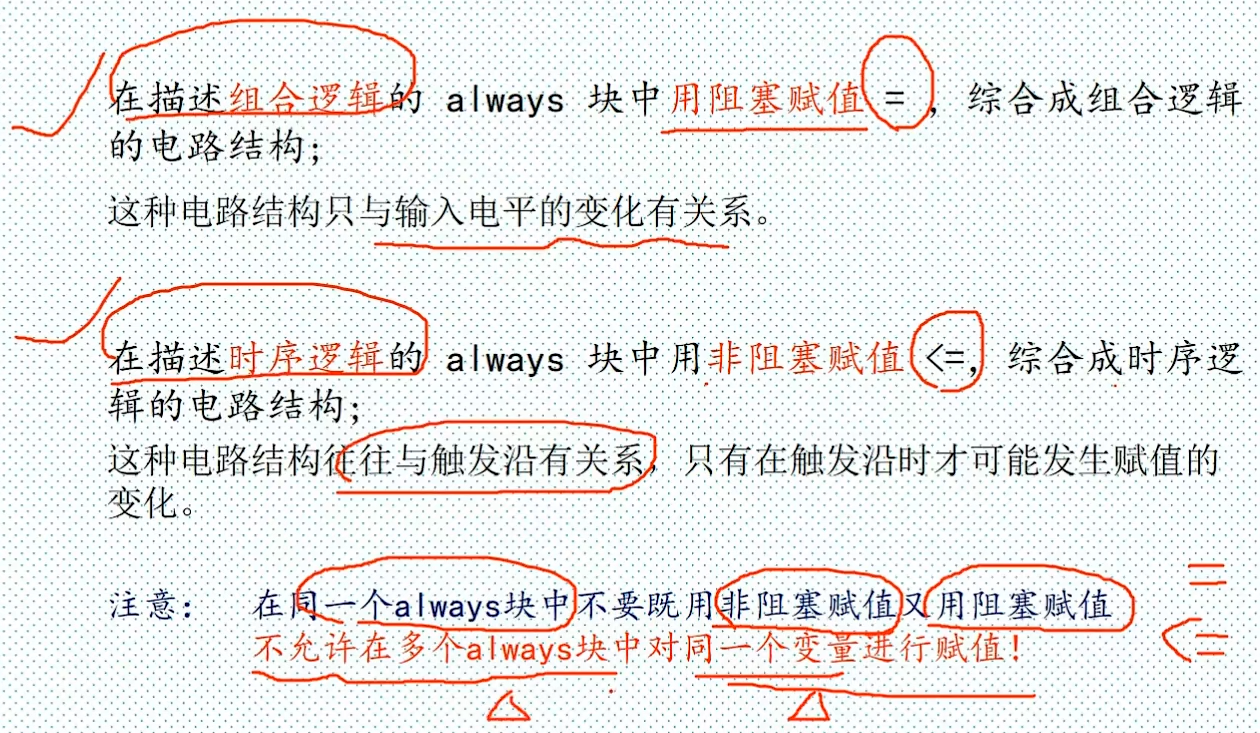 在描述组合逻辑的 always 块中用阻塞赋值 = ，综合成组合逻辑
的电路结构;
这种电路结构只与输入电平的变化有关系。
在描述时序逻辑的 always 块中用非阻塞赋值 <=，综合成时序逻
辑的电路结构;
这种电路结构往往与触发沿有关系，只有在触发沿时才可能发生赋值的
变化。
注意： 在同一个always块中不要既用非阻塞赋值又用阻塞赋值
=
不允许在多个always块中对同一个变量进行赋值！
<=